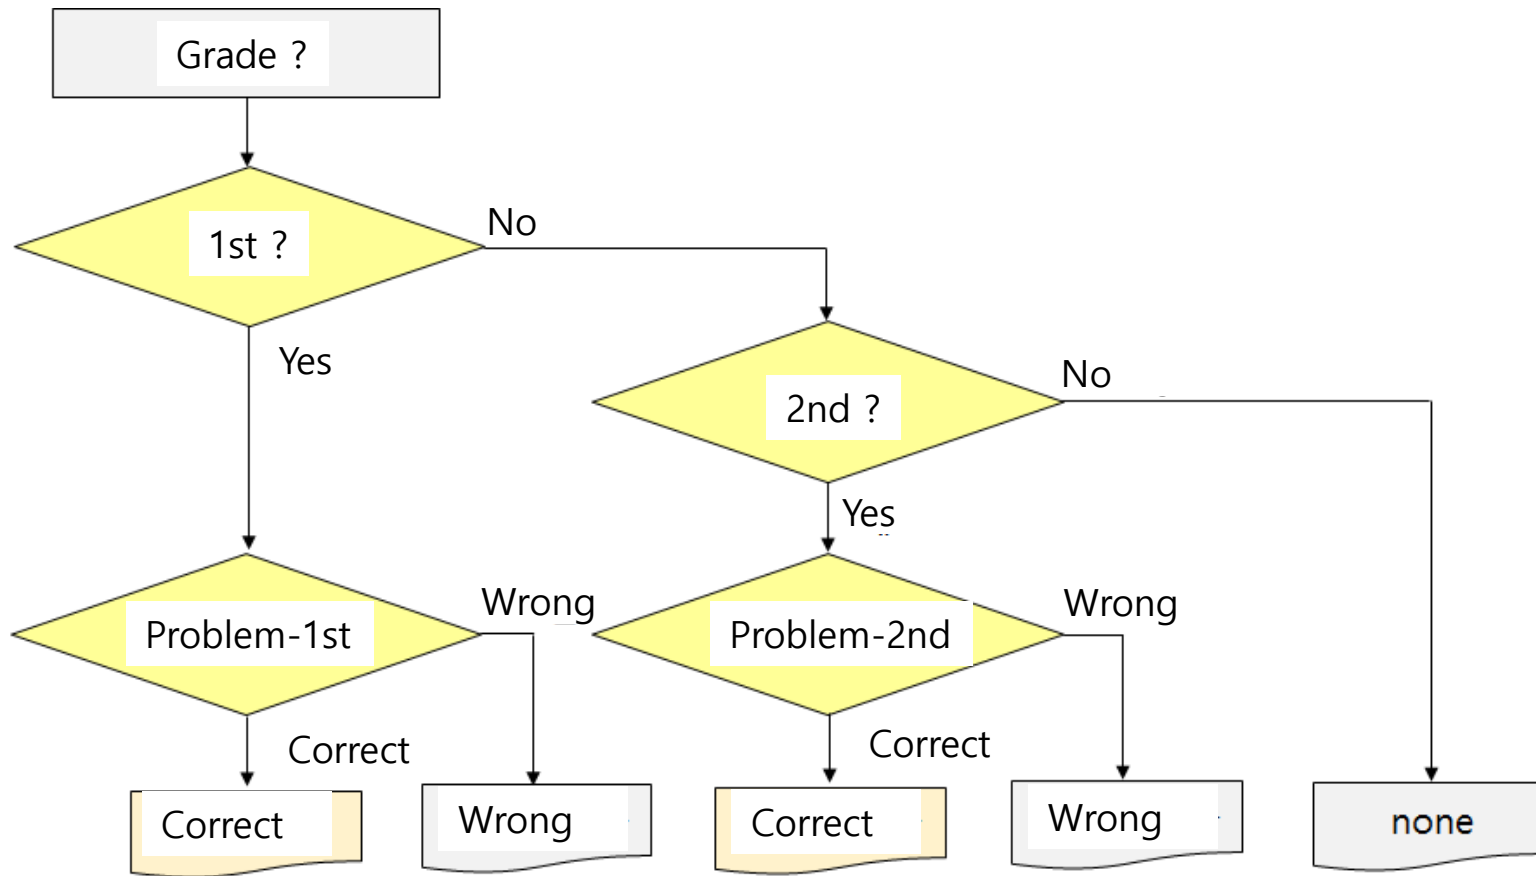 Grade ?
1st ?
No
Yes
2nd ?
No
Yes
Problem-1st
Wrong
Problem-2nd
Wrong
Correct
Correct
Correct
Wrong
Correct
Wrong
none